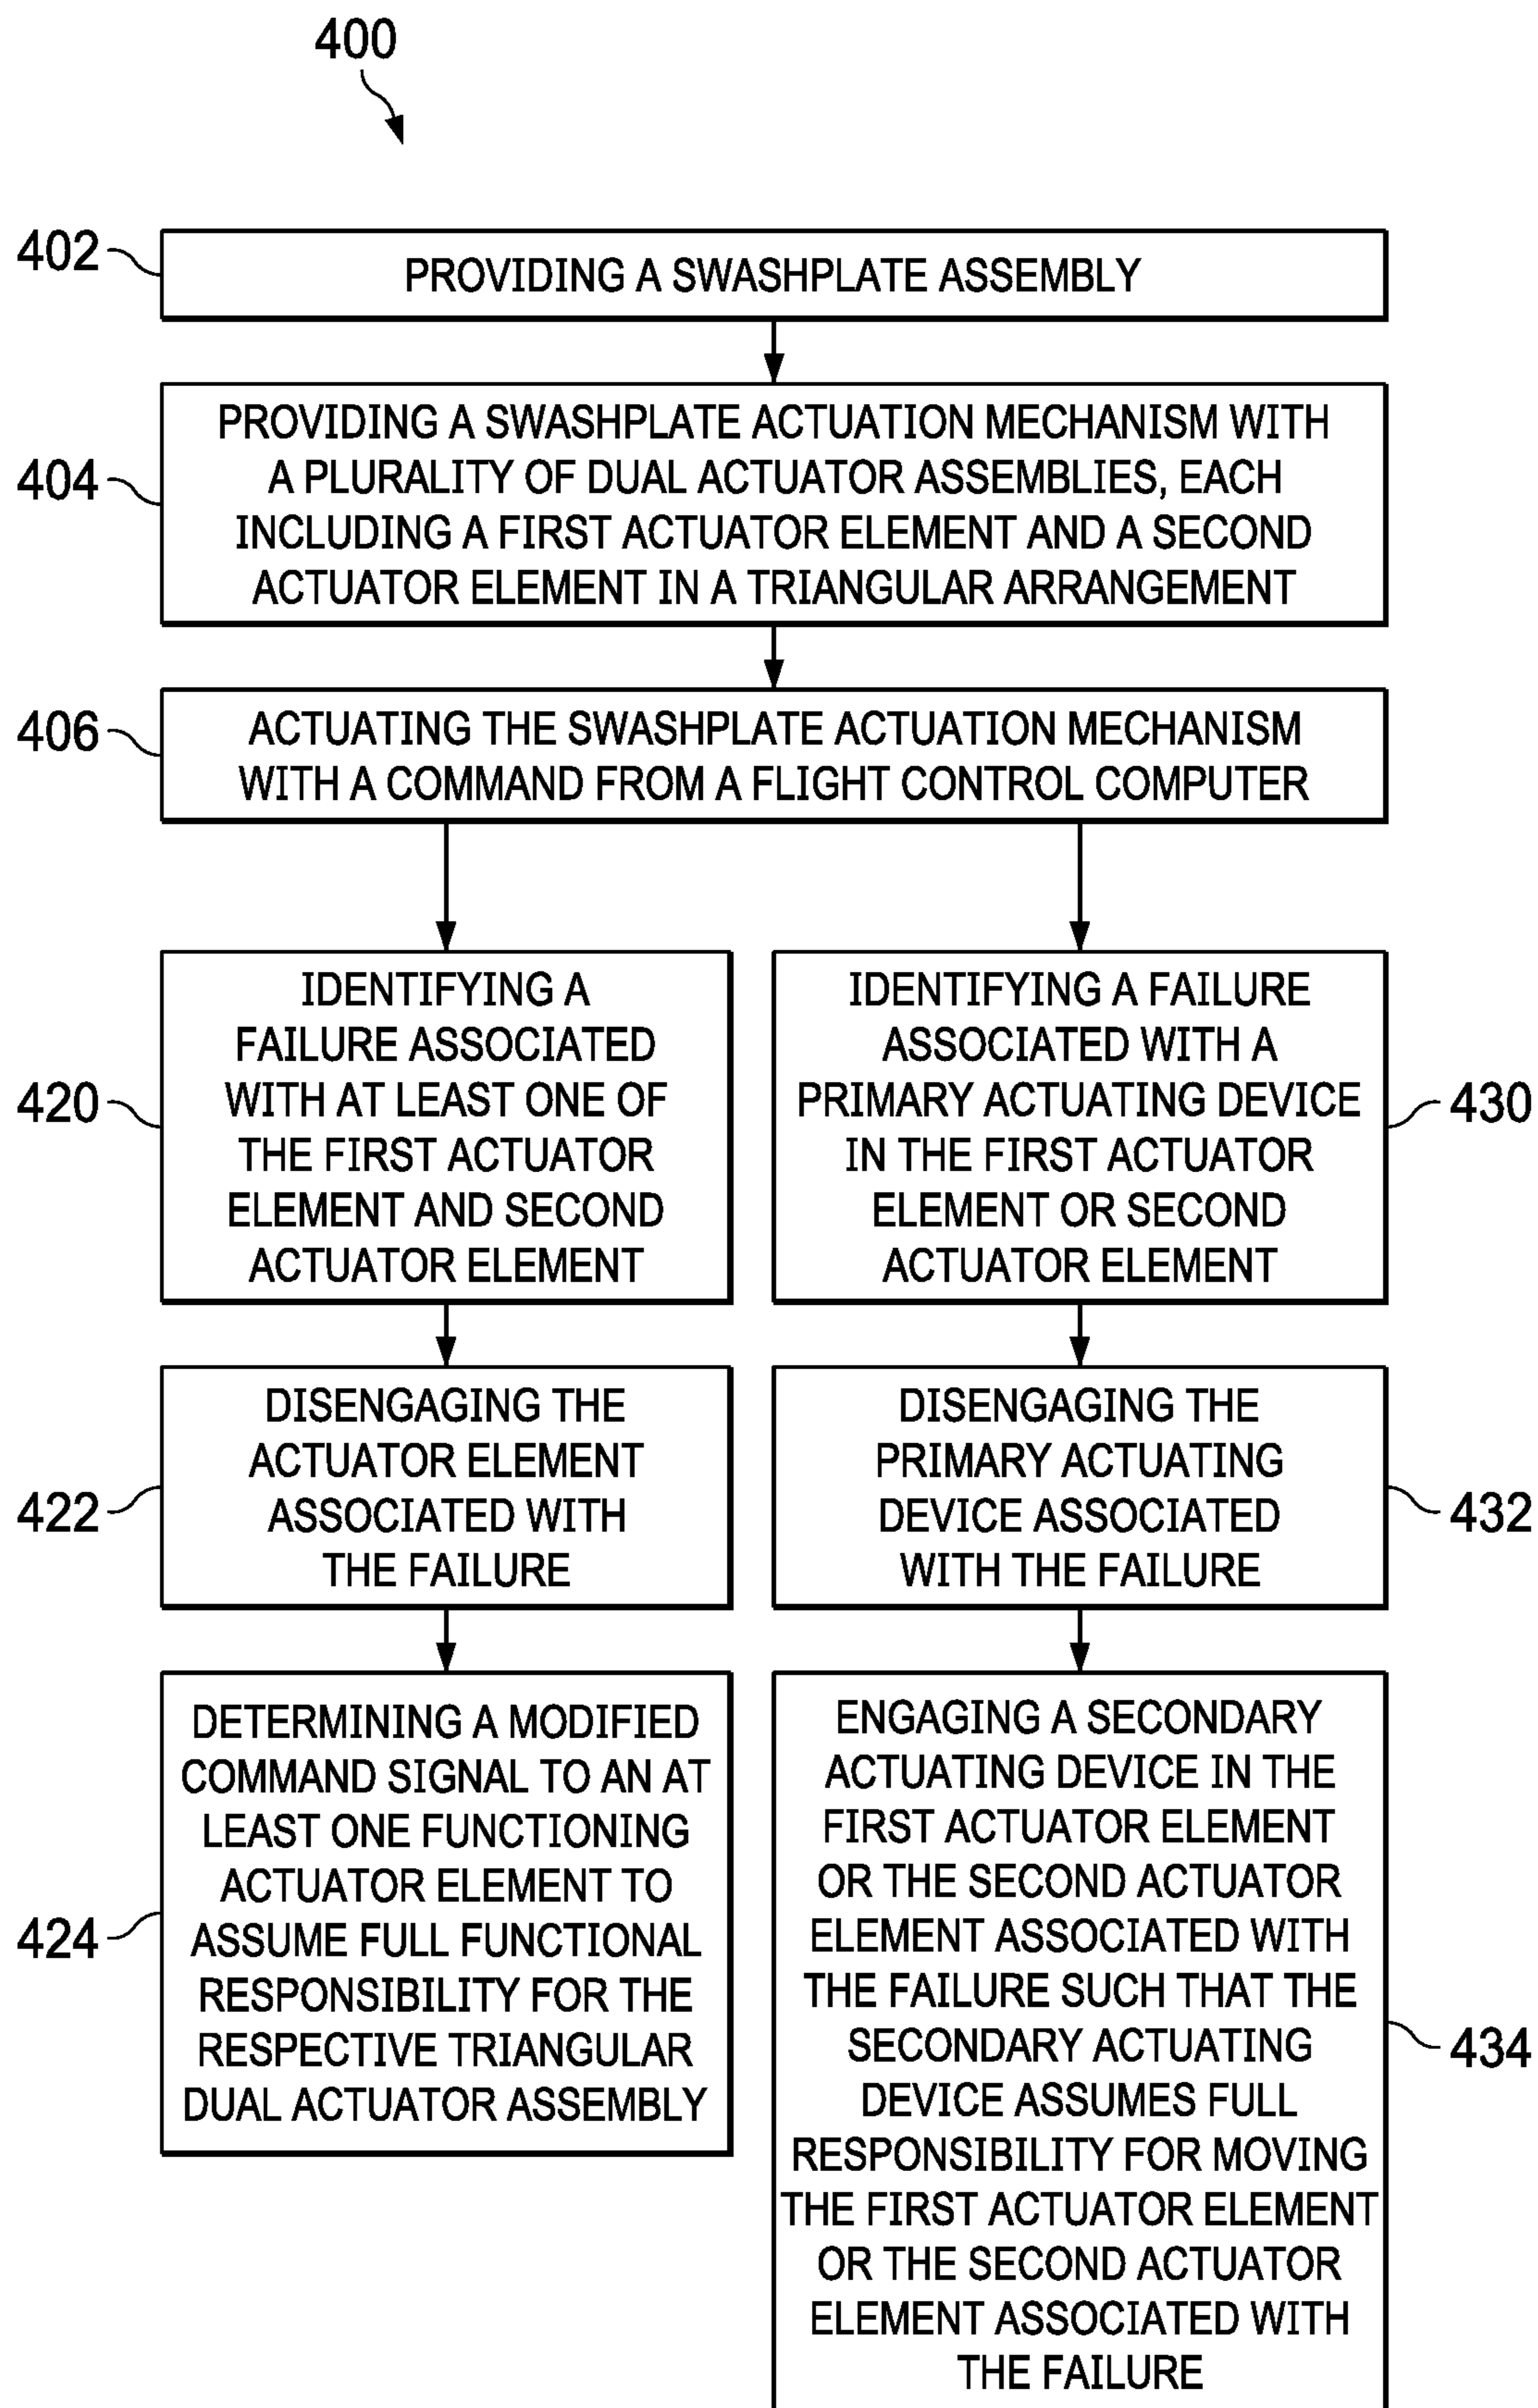 400
402
PROVIDING A SWASHPLATE ASSEMBLY
404
PROVIDING A SWASHPLATE ACTUATION MECHANISM WITH
A PLURALITY OF DUAL ACTUATOR ASSEMBLIES, EACH
INCLUDING A FIRST ACTUATOR ELEMENT AND A SECOND
ACTUATOR ELEMENT IN A TRIANGULAR ARRANGEMENT
406
ACTUATING THE SWASHPLATE ACTUATION MECHANISM
WITH A COMMAND FROM A FLIGHT CONTROL COMPUTER
420
IDENTIFYING A
FAILURE ASSOCIATED
WITH AT LEAST ONE OF
THE FIRST ACTUATOR
ELEMENT AND SECOND
ACTUATOR ELEMENT
422
DISENGAGING THE
ACTUATOR ELEMENT
ASSOCIATED WITH
THE FAILURE
424
DETERMINING A MODIFIED
COMMAND SIGNAL TO AN AT
LEAST ONE FUNCTIONING
ACTUATOR ELEMENT TO
ASSUME FULL FUNCTIONAL
RESPONSIBILITY FOR THE
RESPECTIVE TRIANGULAR
DUAL ACTUATOR ASSEMBLY
IDENTIFYING A FAILURE
ASSOCIATED WITH A
PRIMARY ACTUATING DEVICE
IN THE FIRST ACTUATOR
ELEMENT OR SECOND
ACTUATOR ELEMENT
430
DISENGAGING THE
PRIMARY ACTUATING
DEVICE ASSOCIATED
WITH THE FAILURE
432
ENGAGING A SECONDARY
ACTUATING DEVICE IN THE
FIRST ACTUATOR ELEMENT
OR THE SECOND ACTUATOR
ELEMENT ASSOCIATED WITH
THE FAILURE SUCH THAT THE
SECONDARY ACTUATING
DEVICE ASSUMES FULL
RESPONSIBILITY FOR MOVING
THE FIRST ACTUATOR ELEMENT
OR THE SECOND ACTUATOR
ELEMENT ASSOCIATED WITH
THE FAILURE
434